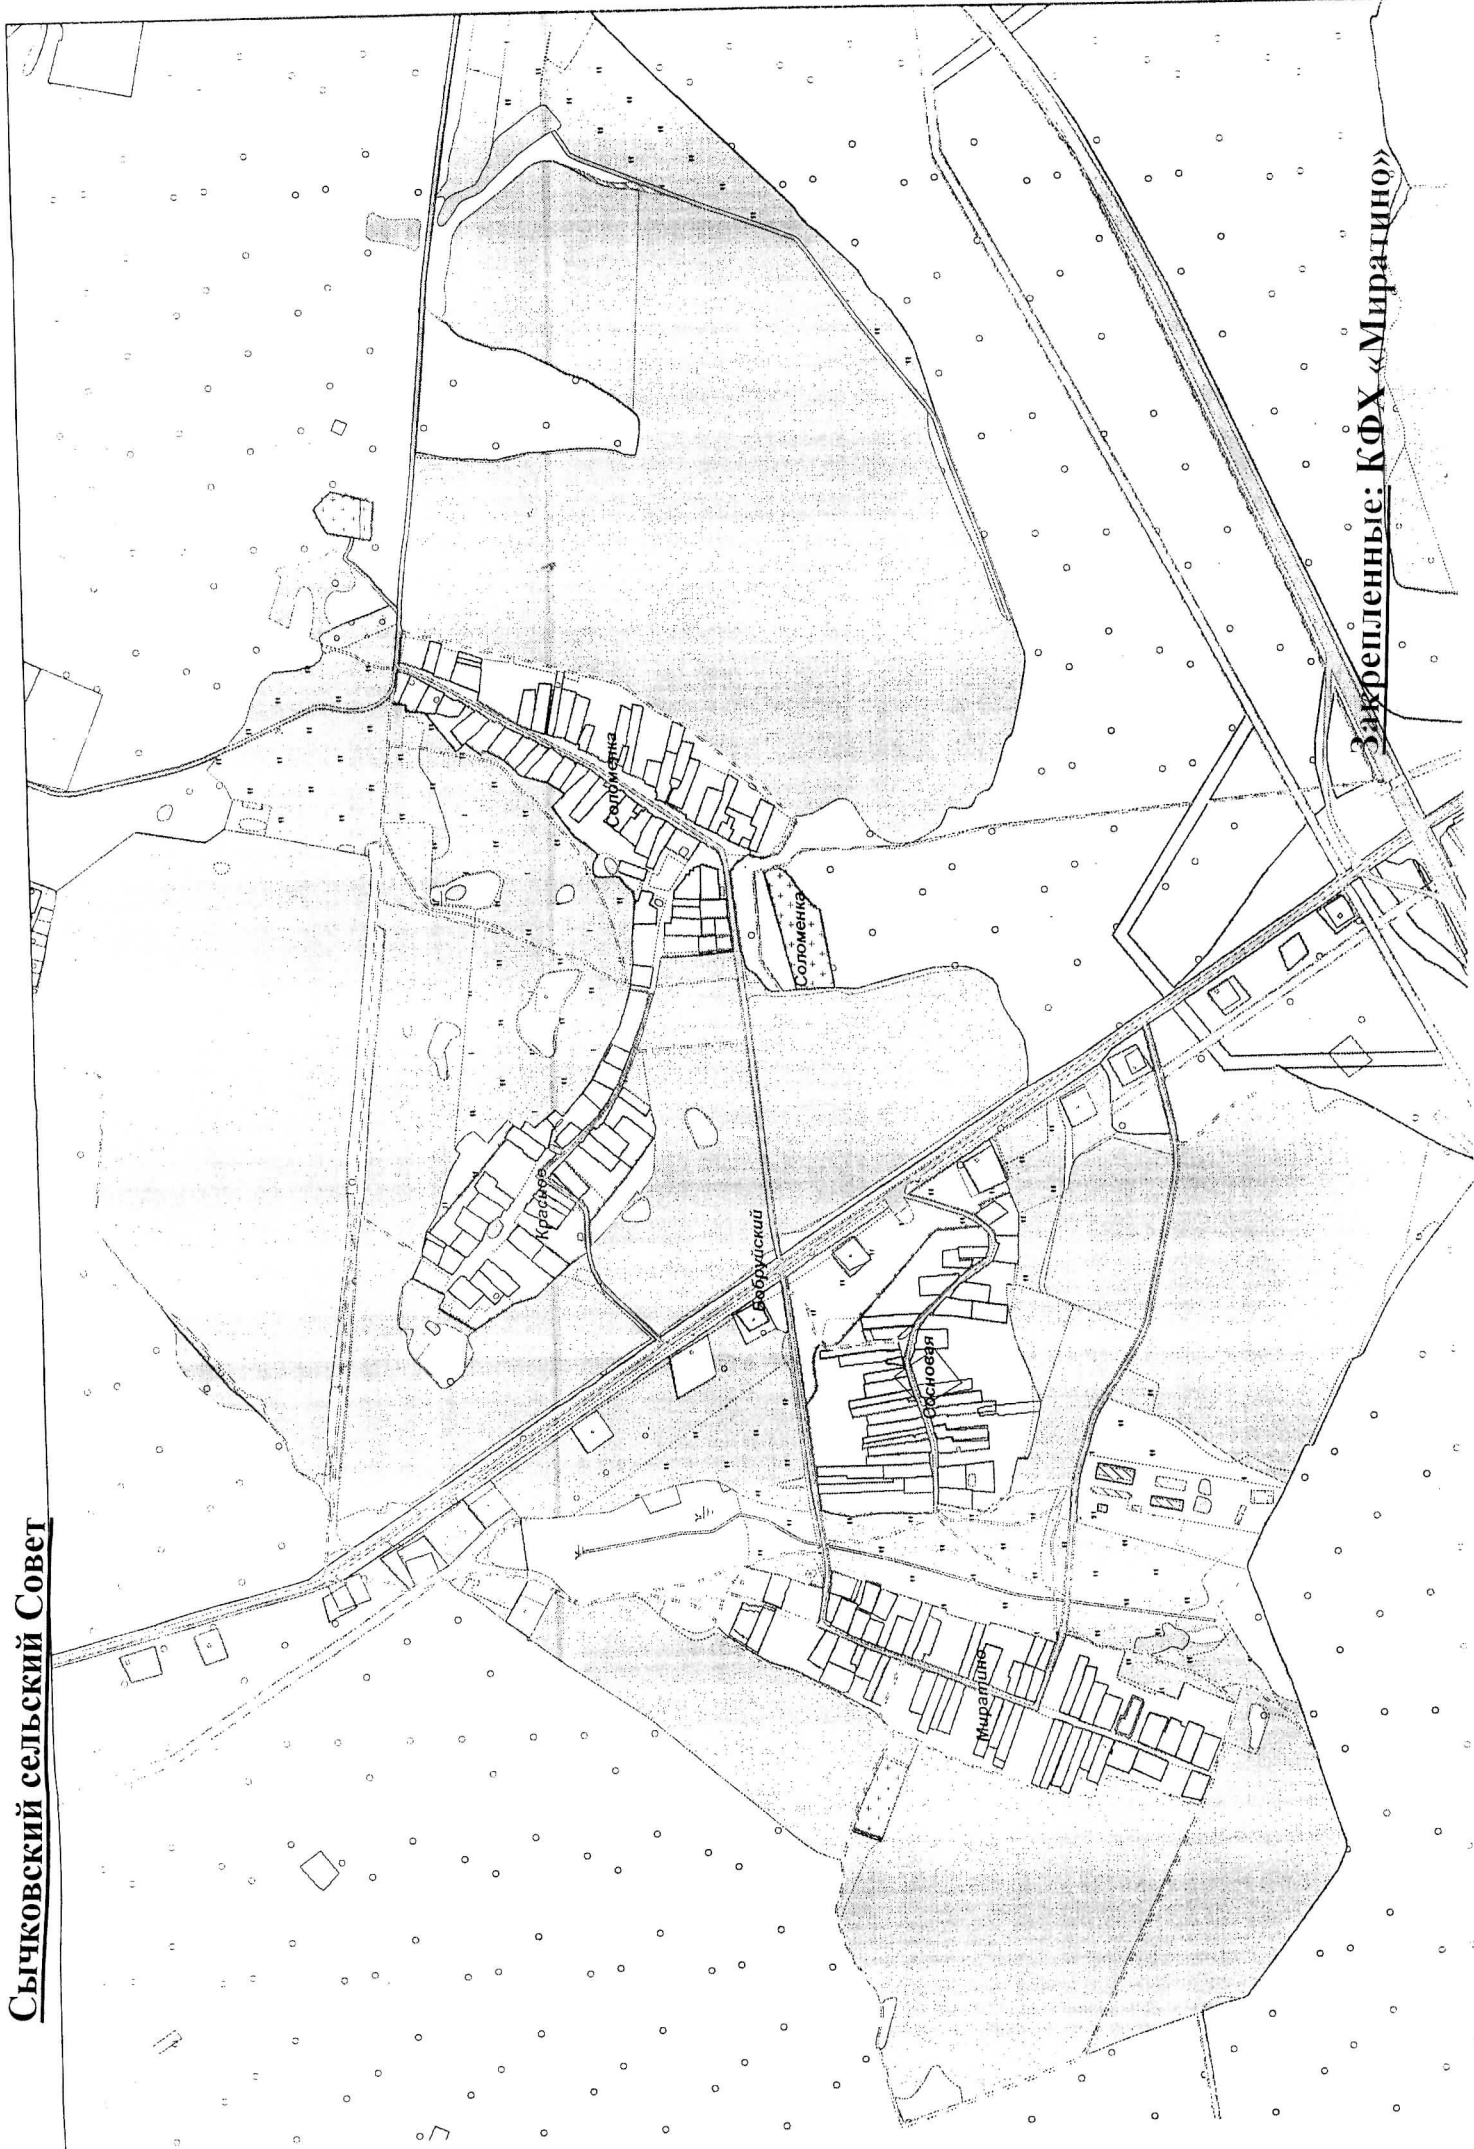 Сычковский сельский Совет
Соломенка
Соломенка
Красное
Бобруйский
Сосновая
Миратино
Закрепленные: КФХ «Миратино»